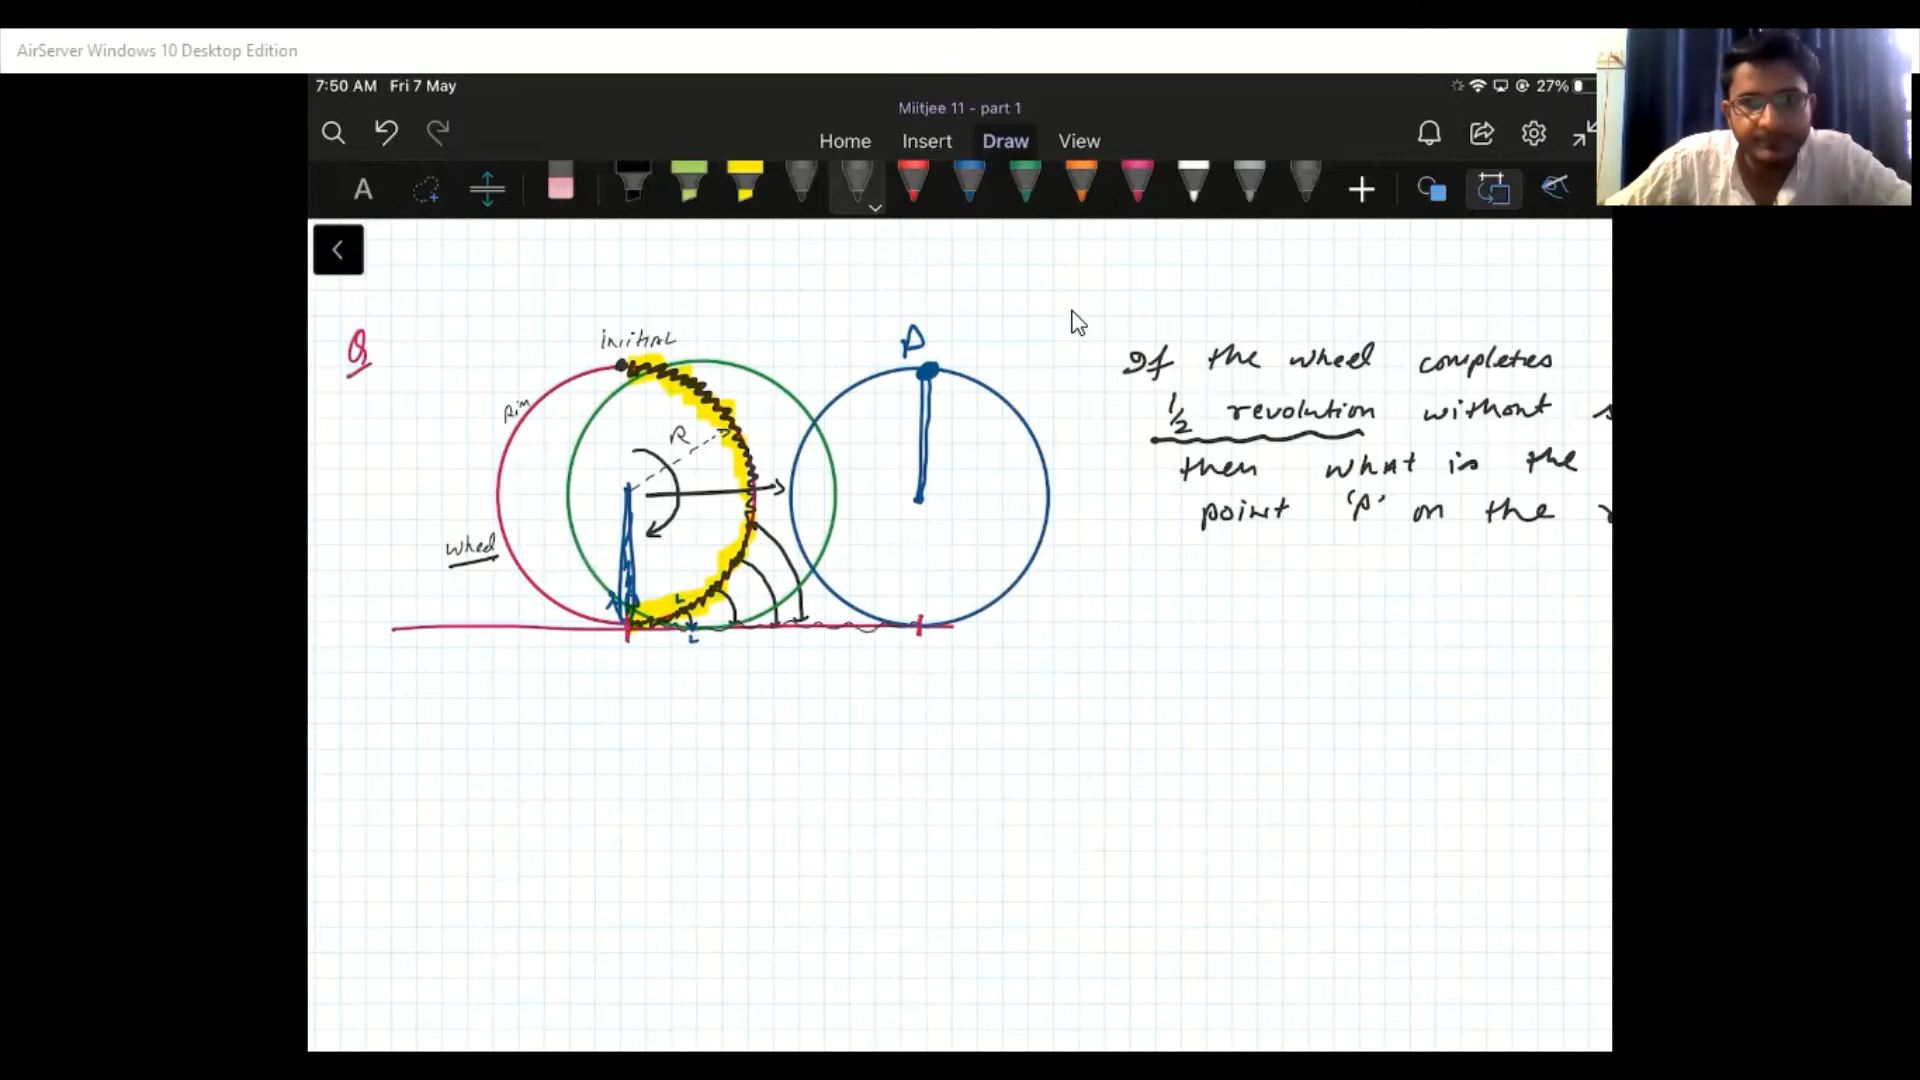 AirServer Windows 10 Desktop Edition
7:50 AM Fri 7 May
27%
Miitjee 11 - part 1
Home Insert Draw View
A
Q
initial
P
Rim
R
wheel
L
L
If the wheel completes
1/2 revolution without
then what is the
point 'P' on the